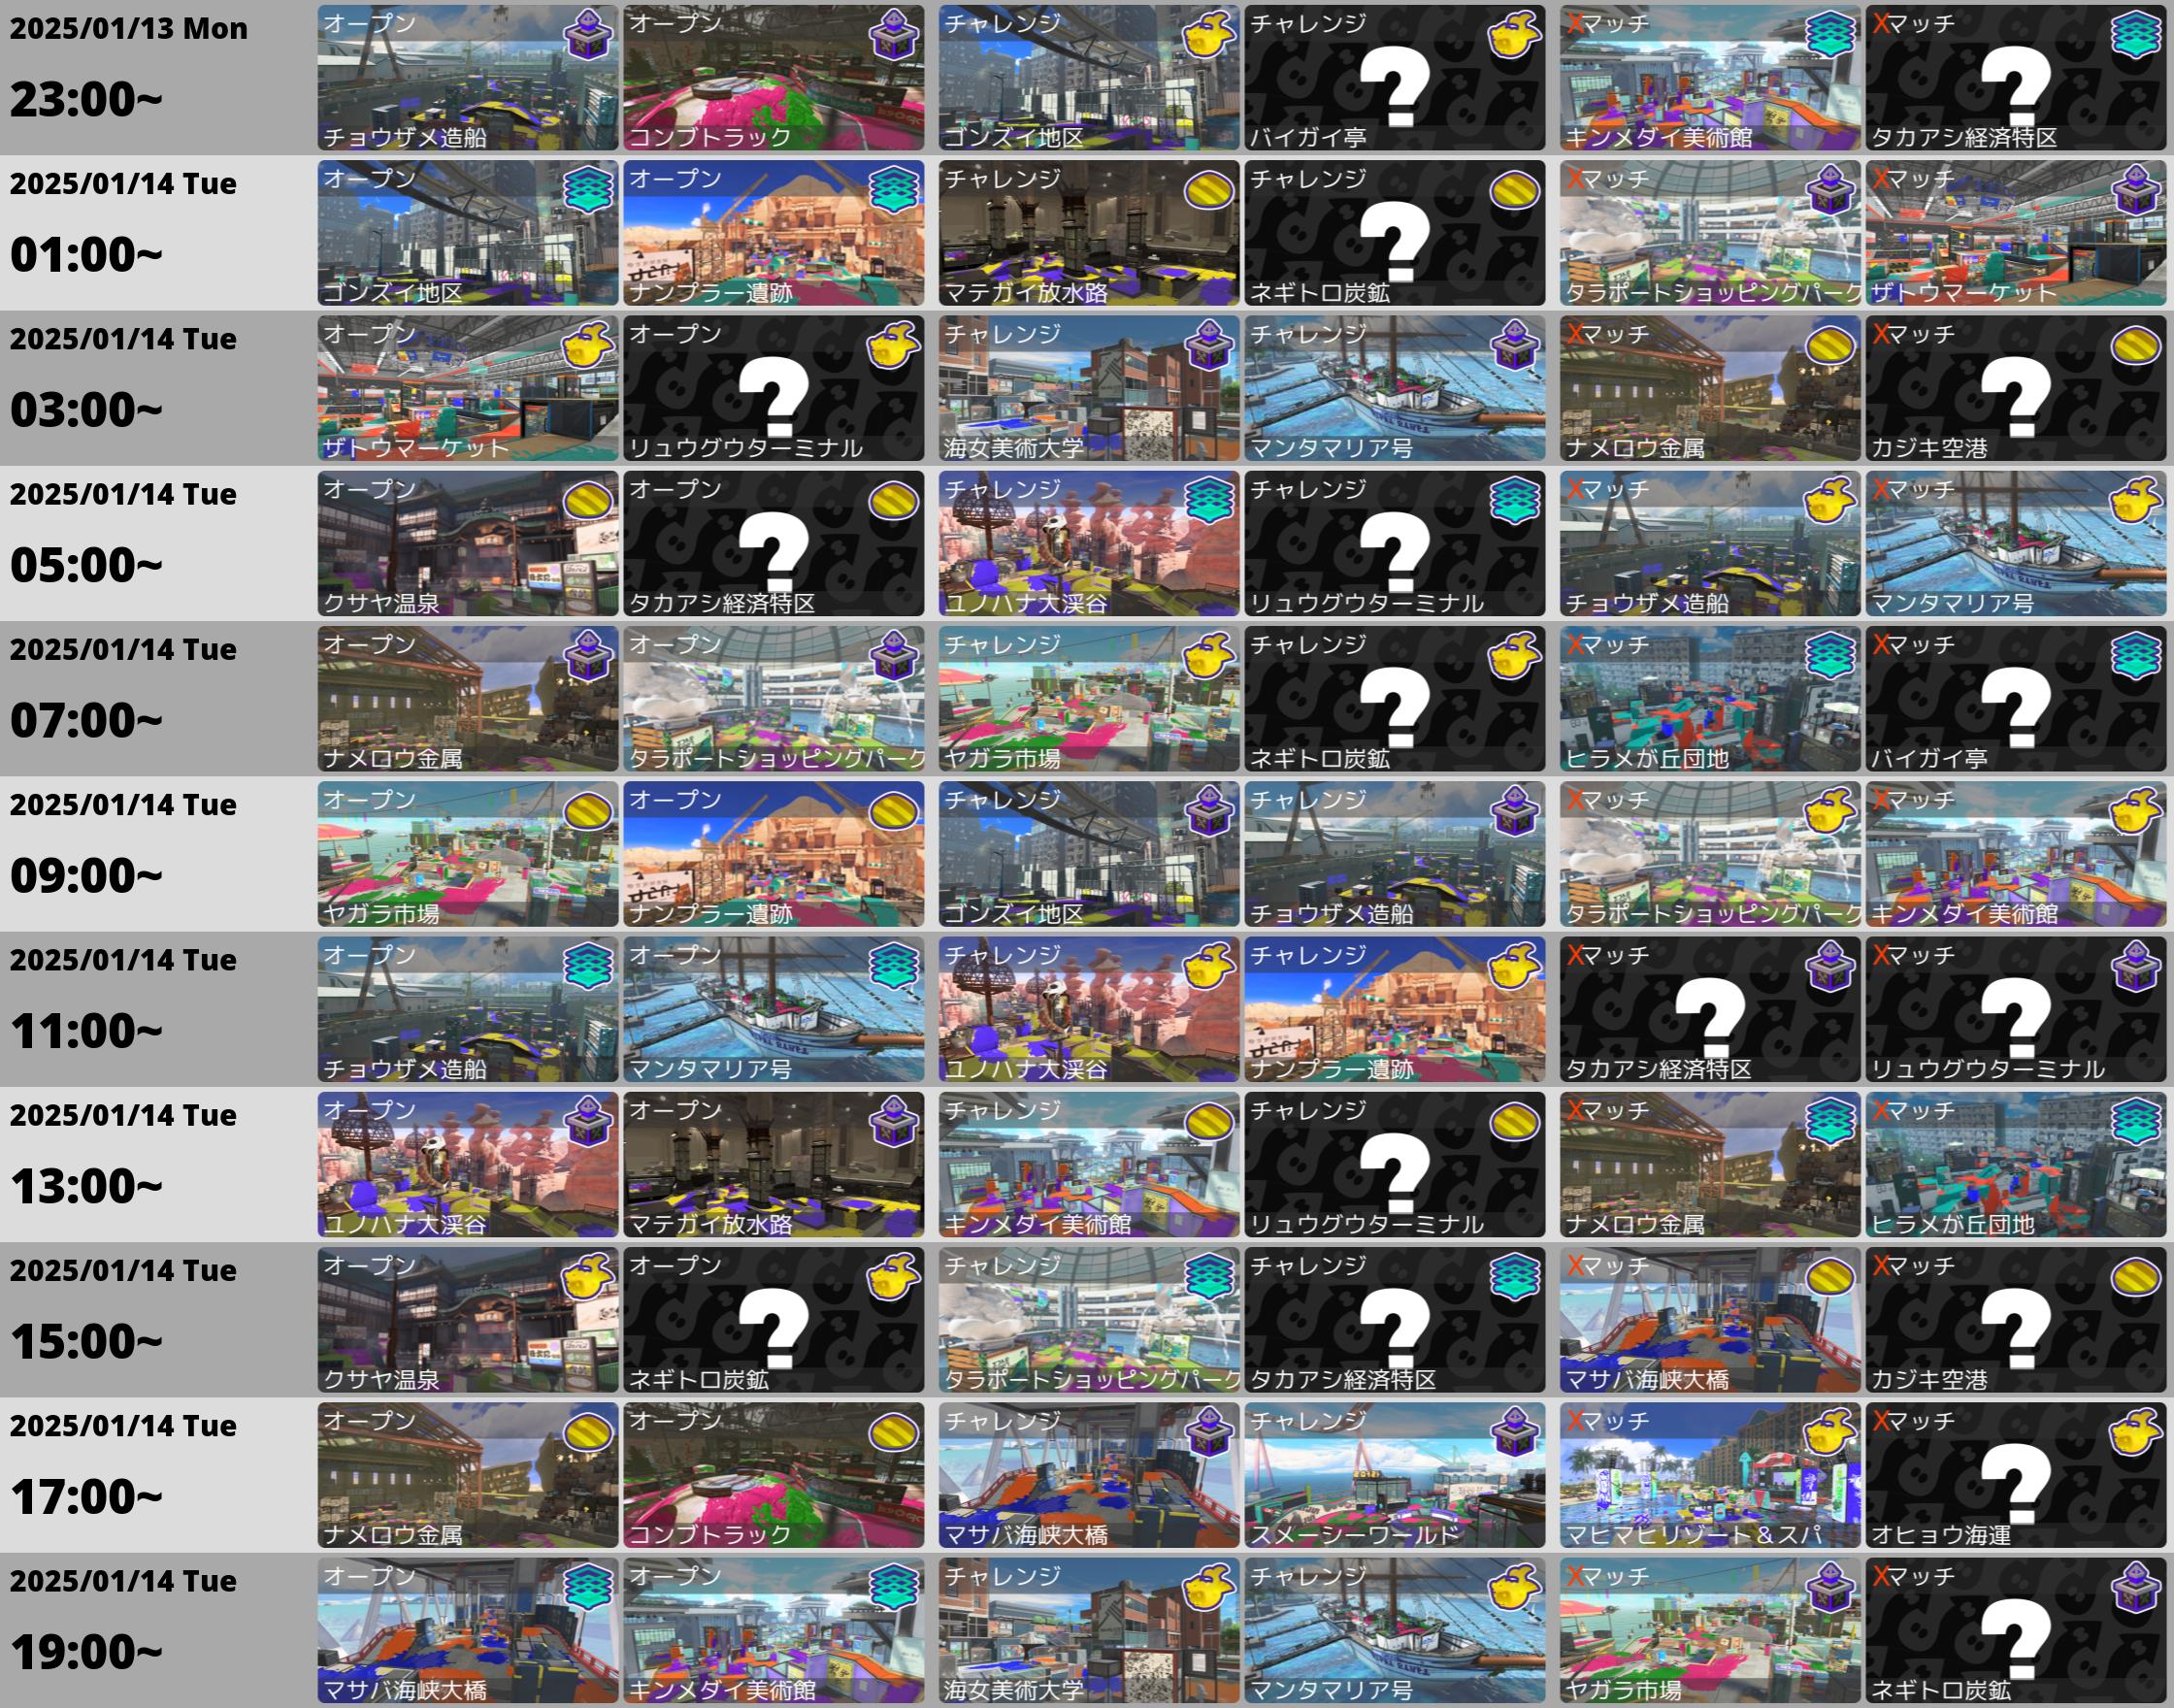 2025/01/13 Mon
23:00~
オープン
チョウザメ造船
オープン
コンブトラック
チャレンジ
ゴンズイ地区
チャレンジ
バイガイ亭
Xマッチ
キンメダイ美術館
Xマッチ
タカアシ経済特区
2025/01/14 Tue
01:00~
オープン
ゴンズイ地区
オープン
ナンプラー遺跡
チャレンジ
マテガイ放水路
チャレンジ
ネギトロ炭鉱
Xマッチ
タラポートショッピングパーク
Xマッチ
ザトウマーケット
2025/01/14 Tue
03:00~
オープン
ザトウマーケット
オープン
リュウグウターミナル
チャレンジ
海女美術大学
チャレンジ
マンタマリア号
Xマッチ
ナメロウ金属
Xマッチ
カジキ空港
2025/01/14 Tue
05:00~
オープン
クサヤ温泉
オープン
タカアシ経済特区
チャレンジ
ユノハナ大渓谷
チャレンジ
リュウグウターミナル
Xマッチ
チョウザメ造船
Xマッチ
マンタマリア号
2025/01/14 Tue
07:00~
オープン
ナメロウ金属
オープン
タラポートショッピングパーク
チャレンジ
ヤガラ市場
チャレンジ
ネギトロ炭鉱
Xマッチ
ヒラメが丘団地
Xマッチ
バイガイ亭
2025/01/14 Tue
09:00~
オープン
ヤガラ市場
オープン
ナンプラー遺跡
チャレンジ
ゴンズイ地区
チャレンジ
チョウザメ造船
Xマッチ
タラポートショッピングパーク
Xマッチ
キンメダイ美術館
2025/01/14 Tue
11:00~
オープン
チョウザメ造船
オープン
マンタマリア号
チャレンジ
ユノハナ大渓谷
チャレンジ
ナンプラー遺跡
Xマッチ
タカアシ経済特区
Xマッチ
リュウグウターミナル
2025/01/14 Tue
13:00~
オープン
ユノハナ大渓谷
オープン
マテガイ放水路
チャレンジ
キンメダイ美術館
チャレンジ
リュウグウターミナル
Xマッチ
ナメロウ金属
Xマッチ
ヒラメが丘団地
2025/01/14 Tue
15:00~
オープン
クサヤ温泉
オープン
ネギトロ炭鉱
チャレンジ
タラポートショッピングパーク
チャレンジ
タカアシ経済特区
Xマッチ
マサバ海峡大橋
Xマッチ
カジキ空港
2025/01/14 Tue
17:00~
オープン
ナメロウ金属
オープン
コンブトラック
チャレンジ
マサバ海峡大橋
チャレンジ
スメーシーワールド
Xマッチ
マヒマヒリゾート＆スパ
Xマッチ
オヒョウ海運
2025/01/14 Tue
19:00~
オープン
マサバ海峡大橋
オープン
キンメダイ美術館
チャレンジ
海女美術大学
チャレンジ
マンタマリア号
Xマッチ
ヤガラ市場
Xマッチ
ネギトロ炭鉱